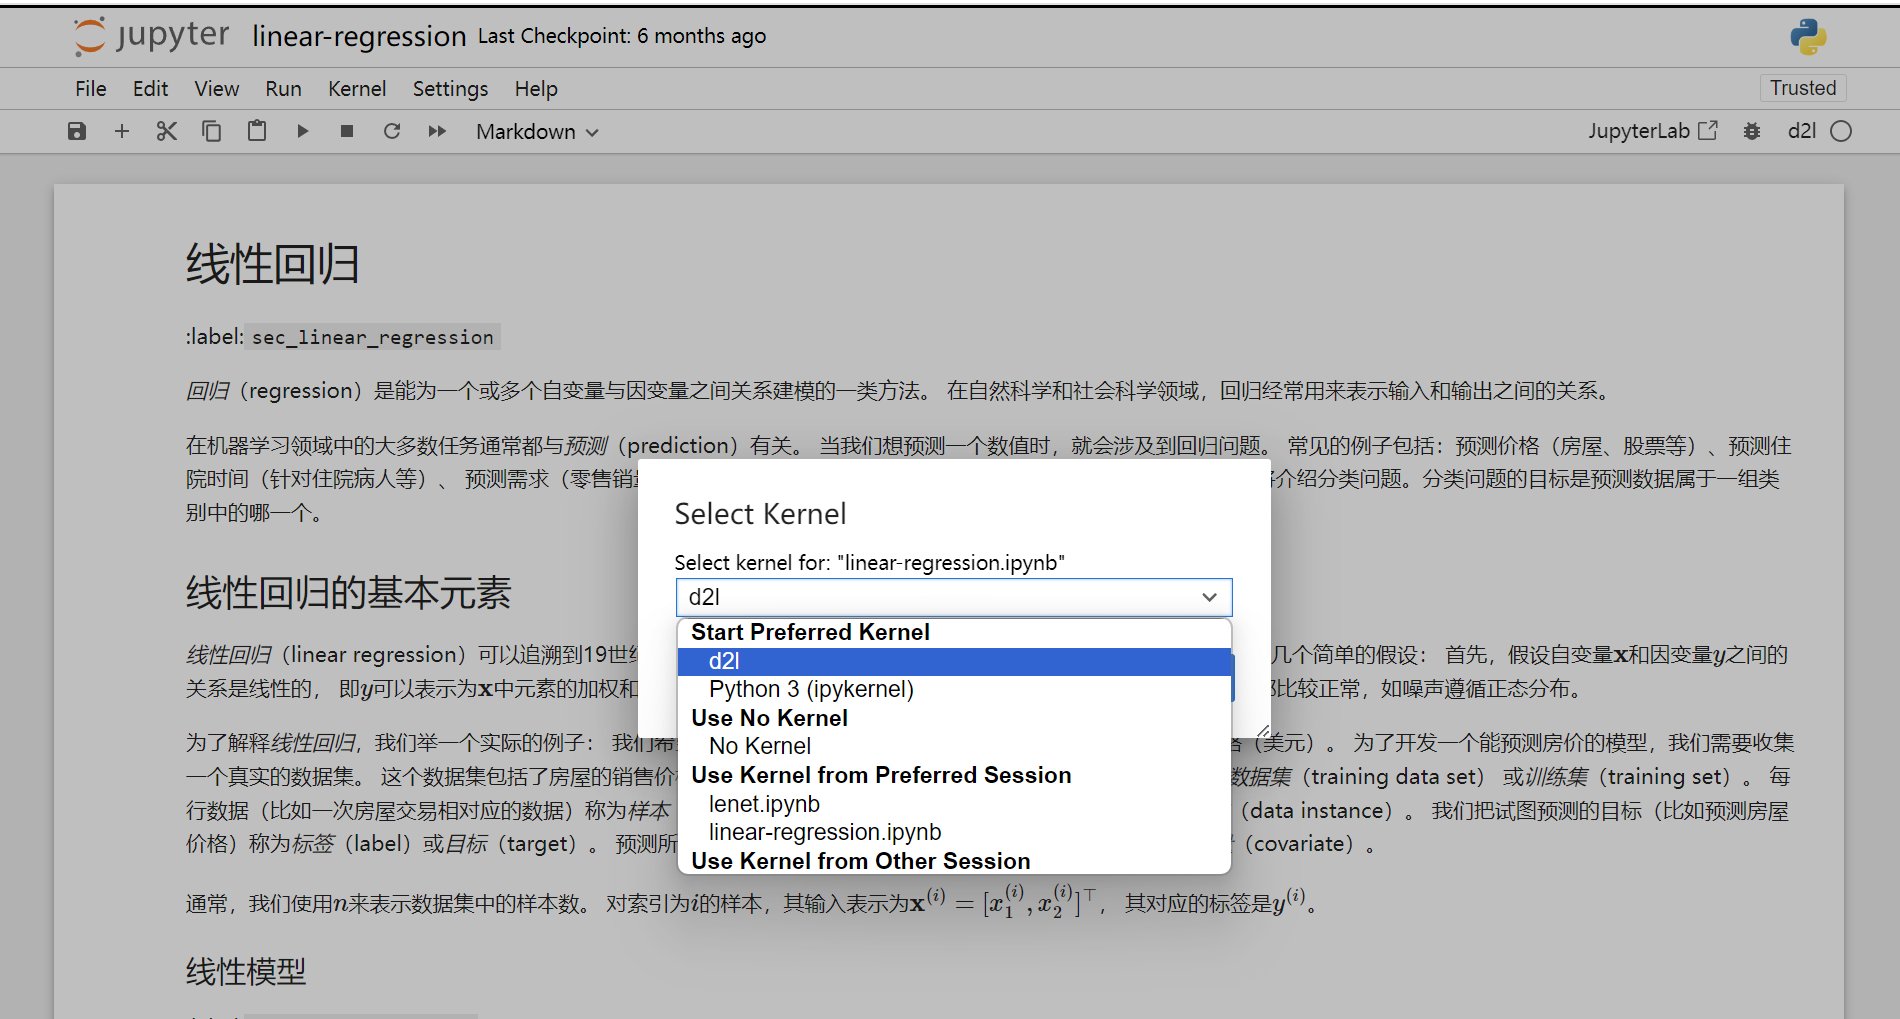 jupyter linear-regression Last Checkpoint: 6 months ago
File Edit View Run Kernel Settings Help Trusted
Markdown JupyterLab d2l
线性回归
:label: sec_linear_regression
回归（regression）是能为一个或多个自变量与因变量之间关系建模的一类方法。 在自然科学和社会科学领域，回归经常用来表示输入和输出之间的关系。
在机器学习领域中的大多数任务通常都与预测（prediction）有关。 当我们想预测一个数值时，就会涉及到回归问题。 常见的例子包括：预测价格（房屋、股票等）、预测住
院时间（针对住院病人等）、 预测需求（零售销 介绍分类问题。分类问题的目标是预测数据属于一组类
别中的哪一个。
Select Kernel
Select kernel for: "linear-regression.ipynb"
d2l
Start Preferred Kernel
d2l
Python 3 (ipykernel)
Use No Kernel
No Kernel
Use Kernel from Preferred Session
lenet.ipynb
linear-regression.ipynb
Use Kernel from Other Session
线性回归的基本元素
线性回归（linear regression）可以追溯到19世 几个简单的假设： 首先，假设自变量x和因变量y之间的
关系是线性的， 即y可以表示为x中元素的加权和 比较正常，如噪声遵循正态分布。
为了解释线性回归，我们举一个实际的例子： 我们 （美元）。 为了开发一个能预测房价的模型，我们需要收集
一个真实的数据集。 这个数据集包括了房屋的销售价 数据集（training data set） 或训练集（training set）。 每
行数据（比如一次房屋交易相对应的数据）称为样本 （data instance）。 我们把试图预测的目标（比如预测房屋
价格）称为标签（label）或目标（target）。 预测所 （covariate）。
通常，我们使用n来表示数据集中的样本数。 对索引为i的样本，其输入表示为x^(i) = [x_1^(i), x_2^(i)]^⊤， 其对应的标签是y^(i)。
线性模型